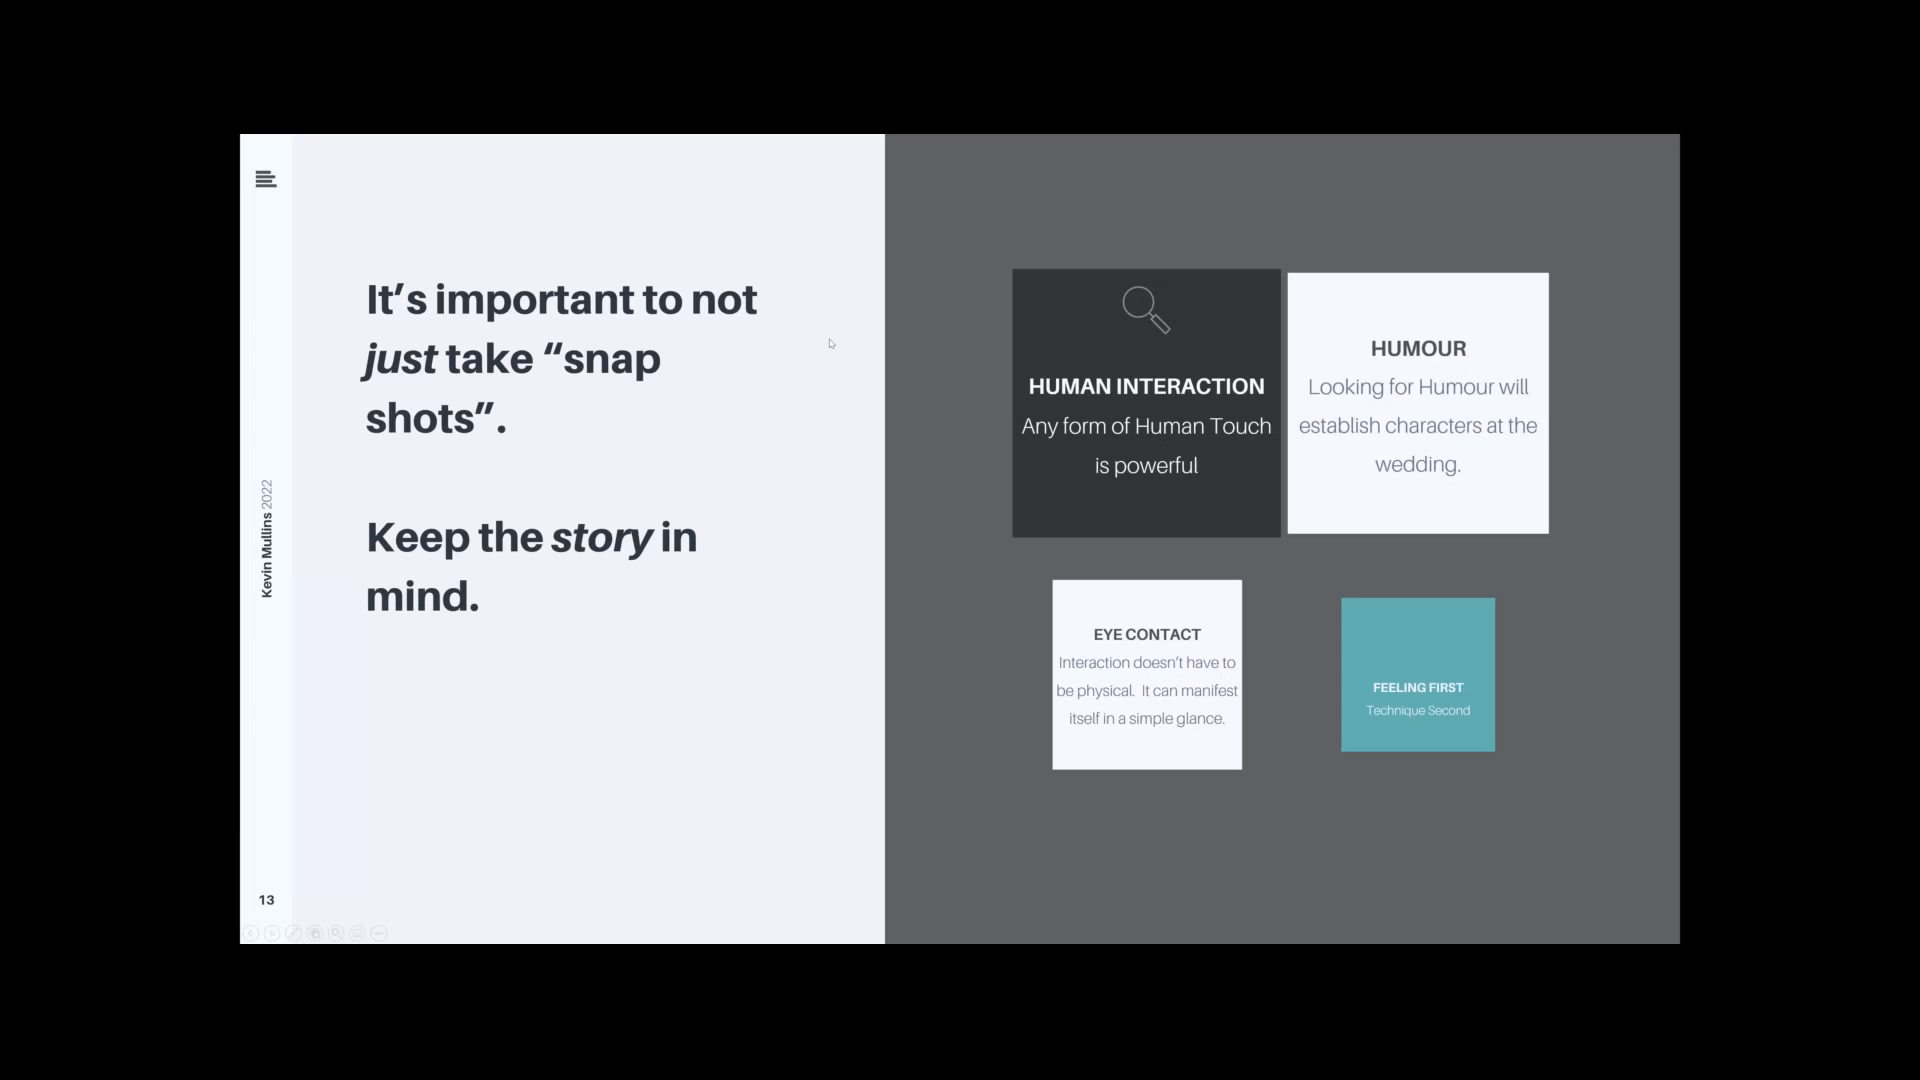 It’s important to not
just take “snap
shots”.
Keep the story in
mind.
Kevin Mullins 2022
13
HUMAN INTERACTION
Any form of Human Touch
is powerful
HUMOUR
Looking for Humour will
establish characters at the
wedding.
EYE CONTACT
Interaction doesn’t have to
be physical.  It can manifest
itself in a simple glance.
FEELING FIRST
Technique Second